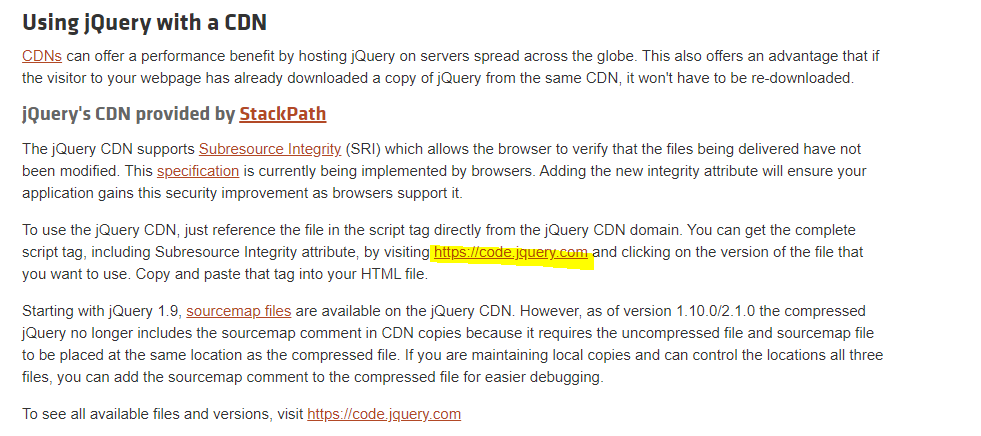 Using jQuery with a CDN
CDNs can offer a performance benefit by hosting jQuery on servers spread across the globe. This also offers an advantage that if
the visitor to your webpage has already downloaded a copy of jQuery from the same CDN, it won't have to be re-downloaded.
jQuery's CDN provided by StackPath
The jQuery CDN supports Subresource Integrity (SRI) which allows the browser to verify that the files being delivered have not
been modified. This specification is currently being implemented by browsers. Adding the new integrity attribute will ensure your
application gains this security improvement as browsers support it.
To use the jQuery CDN, just reference the file in the script tag directly from the jQuery CDN domain. You can get the complete
script tag, including Subresource Integrity attribute, by visiting https://code.jquery.com and clicking on the version of the file that
you want to use. Copy and paste that tag into your HTML file.
Starting with jQuery 1.9, sourcemap files are available on the jQuery CDN. However, as of version 1.10.0/2.1.0 the compressed
jQuery no longer includes the sourcemap comment in CDN copies because it requires the uncompressed file and sourcemap file
to be placed at the same location as the compressed file. If you are maintaining local copies and can control the locations all three
files, you can add the sourcemap comment to the compressed file for easier debugging.
To see all available files and versions, visit https://code.jquery.com